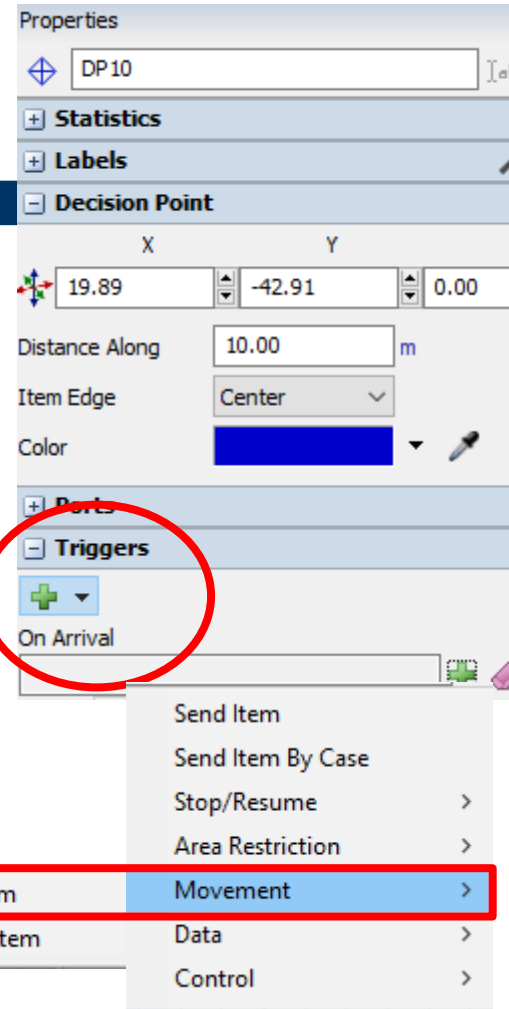 Properties
DP10
Statistics
Labels
Decision Point
X Y
19.89 -42.91 0.00
Distance Along 10.00 m
Item Edge Center
Color
Ports
Triggers
On Arrival
Send Item
Send Item By Case
Stop/Resume >
Area Restriction >
m Movement >
tem Data >
Control >